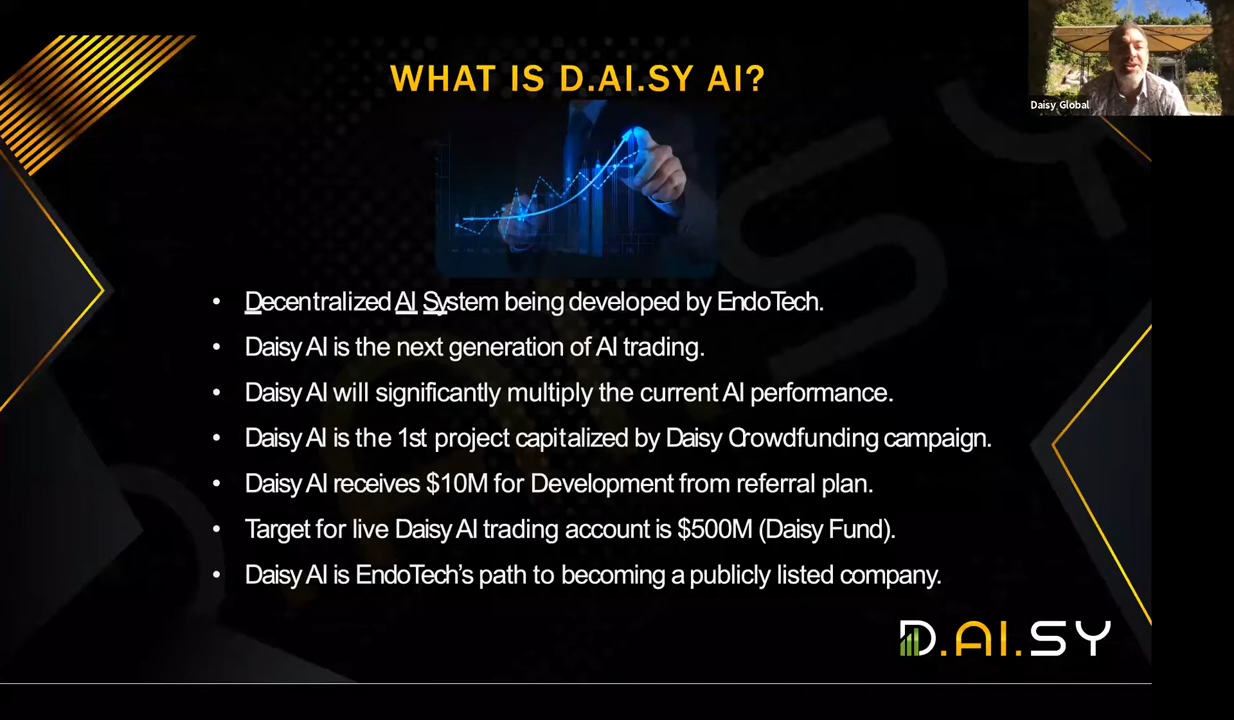 WHAT IS D.AI.SY AI?
Daisy Global
• Decentralized AI System being developed by EndoTech.
• Daisy AI is the next generation of AI trading.
• Daisy AI will significantly multiply the current AI performance.
• Daisy AI is the 1st project capitalized by Daisy Crowdfunding campaign.
• Daisy AI receives $10M for Development from referral plan.
• Target for live Daisy AI trading account is $500M (Daisy Fund).
• Daisy AI is EndoTech's path to becoming a publicly listed company.
D.AI.SY